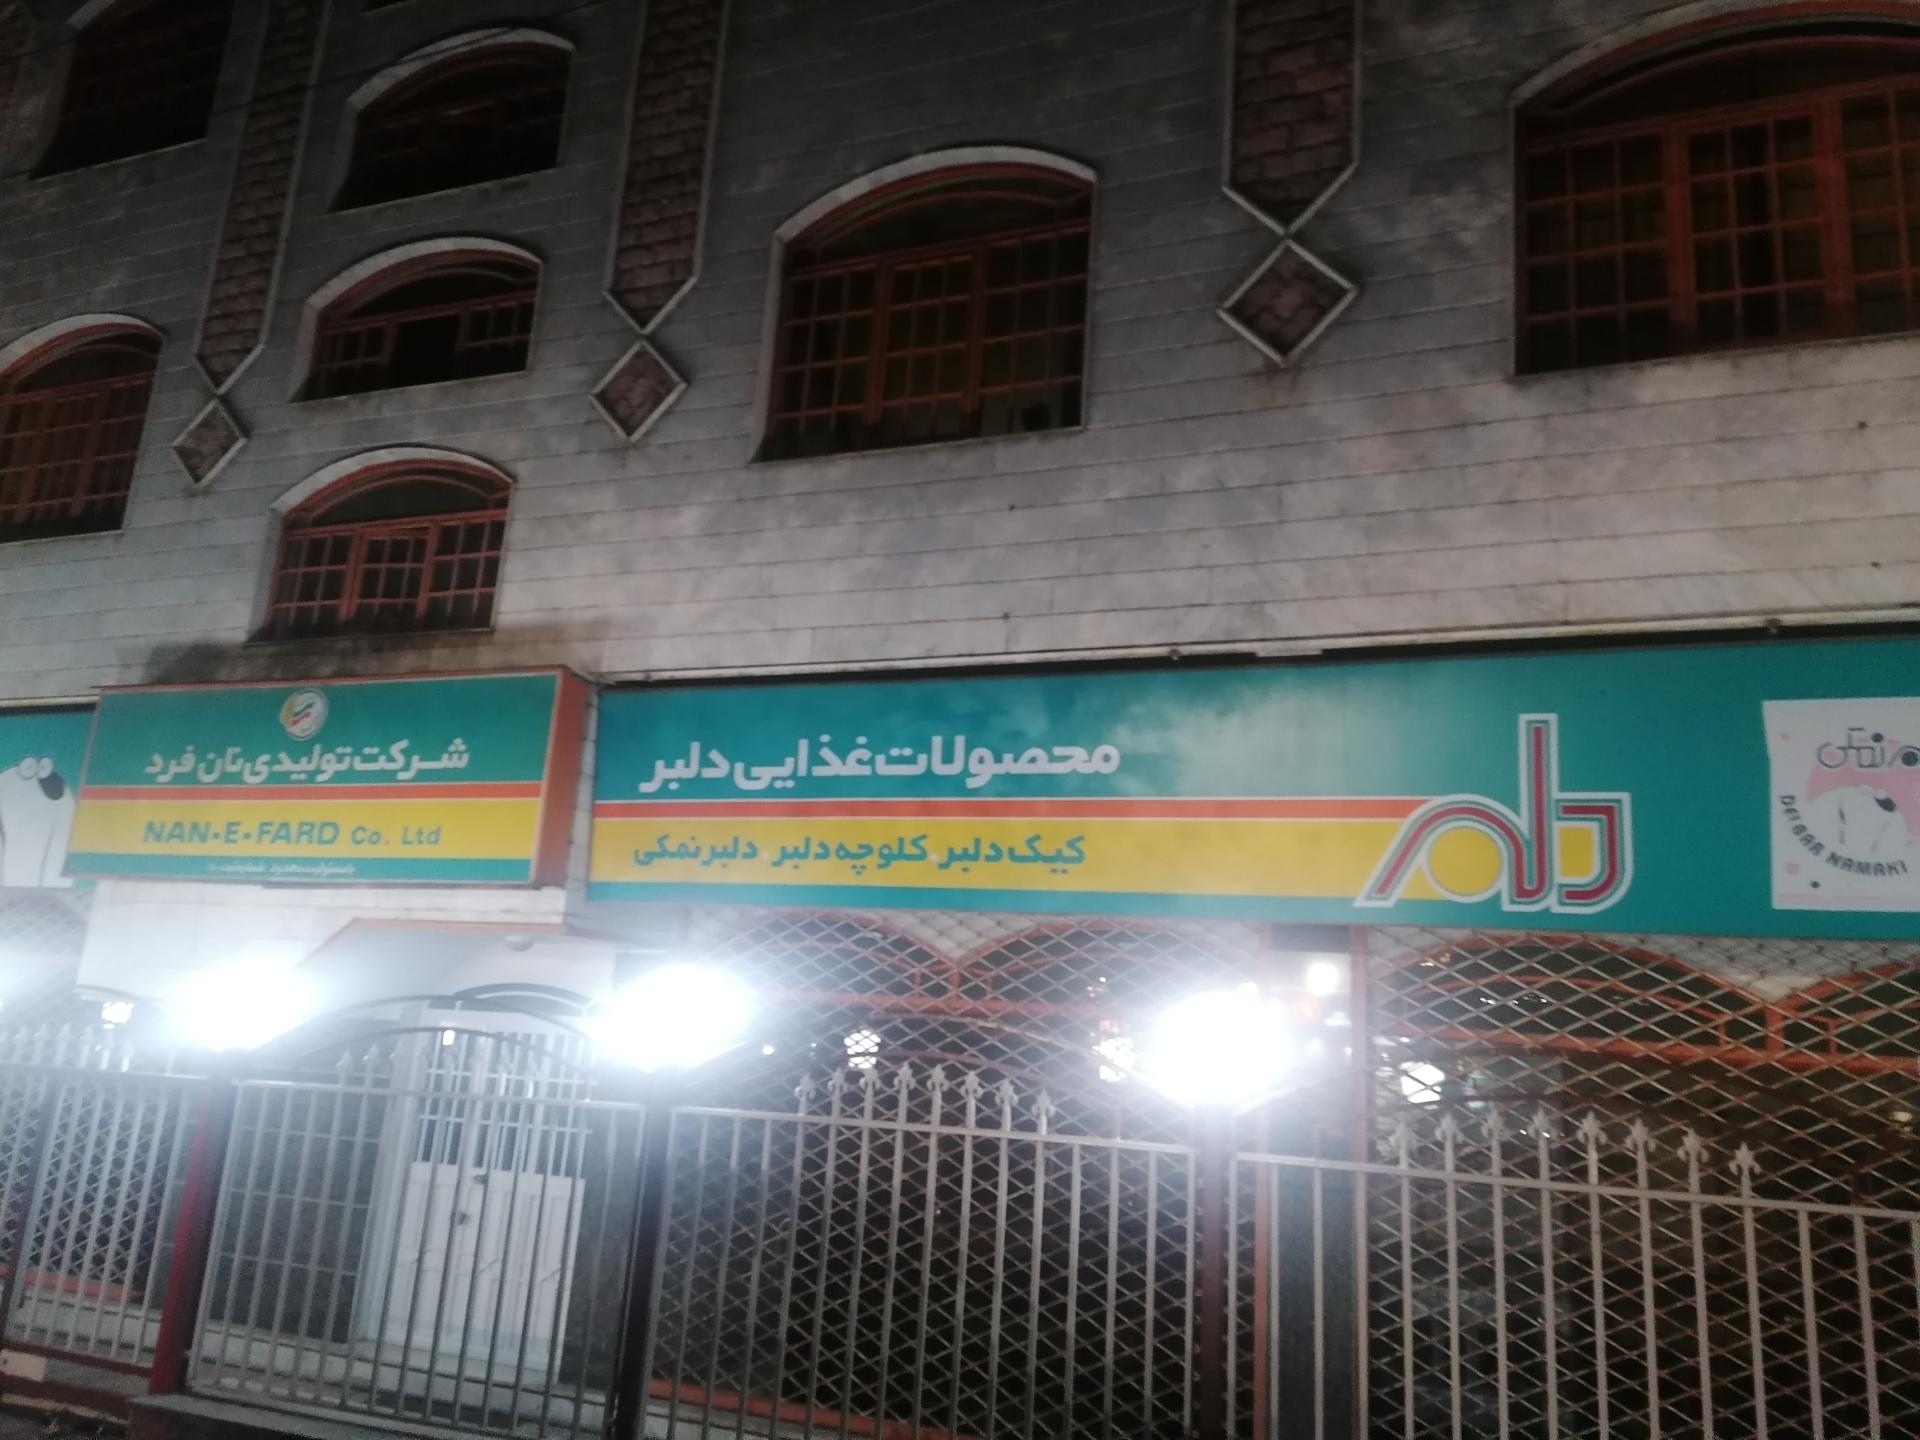 شرکت تولیدی نان فرد
NAN-E-FARD Co. Ltd
محصولات غذایی دلبر
کیک دلبر. کلوچه دلبر. دلبر نمکی
دلبر
DELBAR NAMAKI